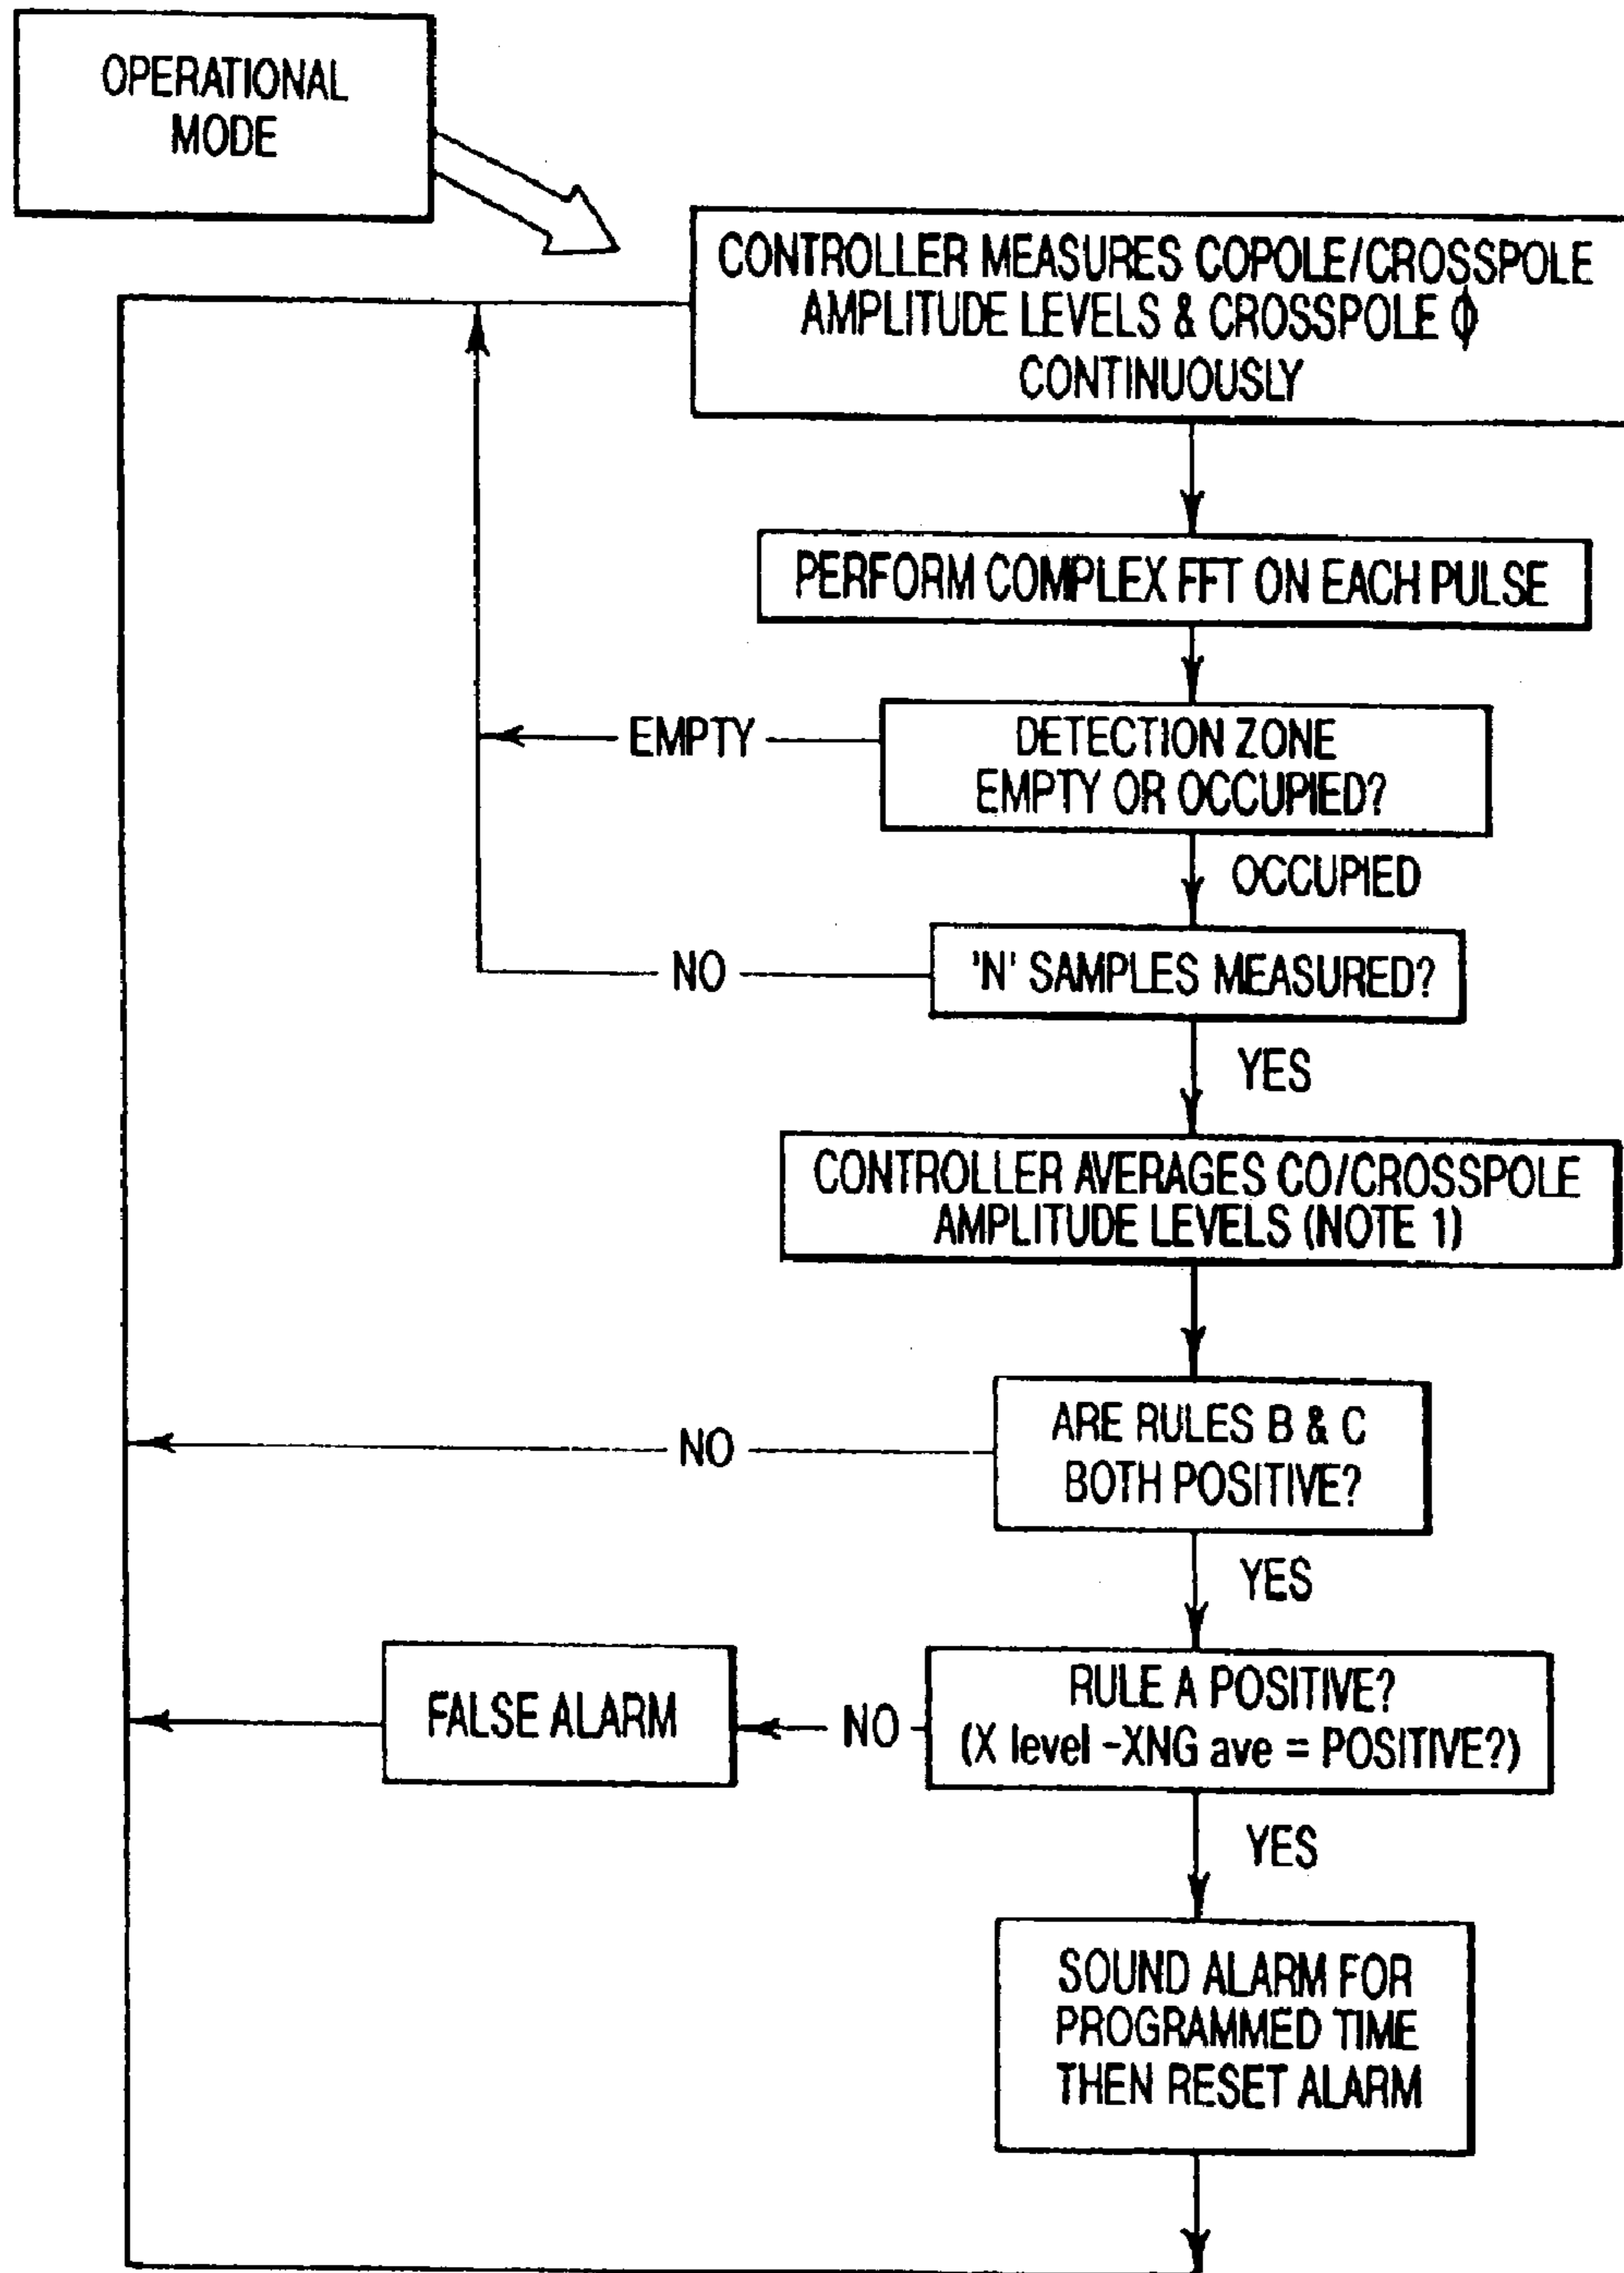 OPERATIONAL
MODE
CONTROLLER MEASURES COPOLE/CROSSPOLE
AMPLITUDE LEVELS & CROSSPOLE ϕ
CONTINUOUSLY
PERFORM COMPLEX FFT ON EACH PULSE
DETECTION ZONE
EMPTY OR OCCUPIED?
EMPTY
OCCUPIED
'N' SAMPLES MEASURED?
NO
YES
CONTROLLER AVERAGES CO/CROSSPOLE
AMPLITUDE LEVELS (NOTE 1)
ARE RULES B & C
BOTH POSITIVE?
NO
YES
RULE A POSITIVE?
(X level -XNG ave = POSITIVE?)
NO
FALSE ALARM
YES
SOUND ALARM FOR
PROGRAMMED TIME
THEN RESET ALARM